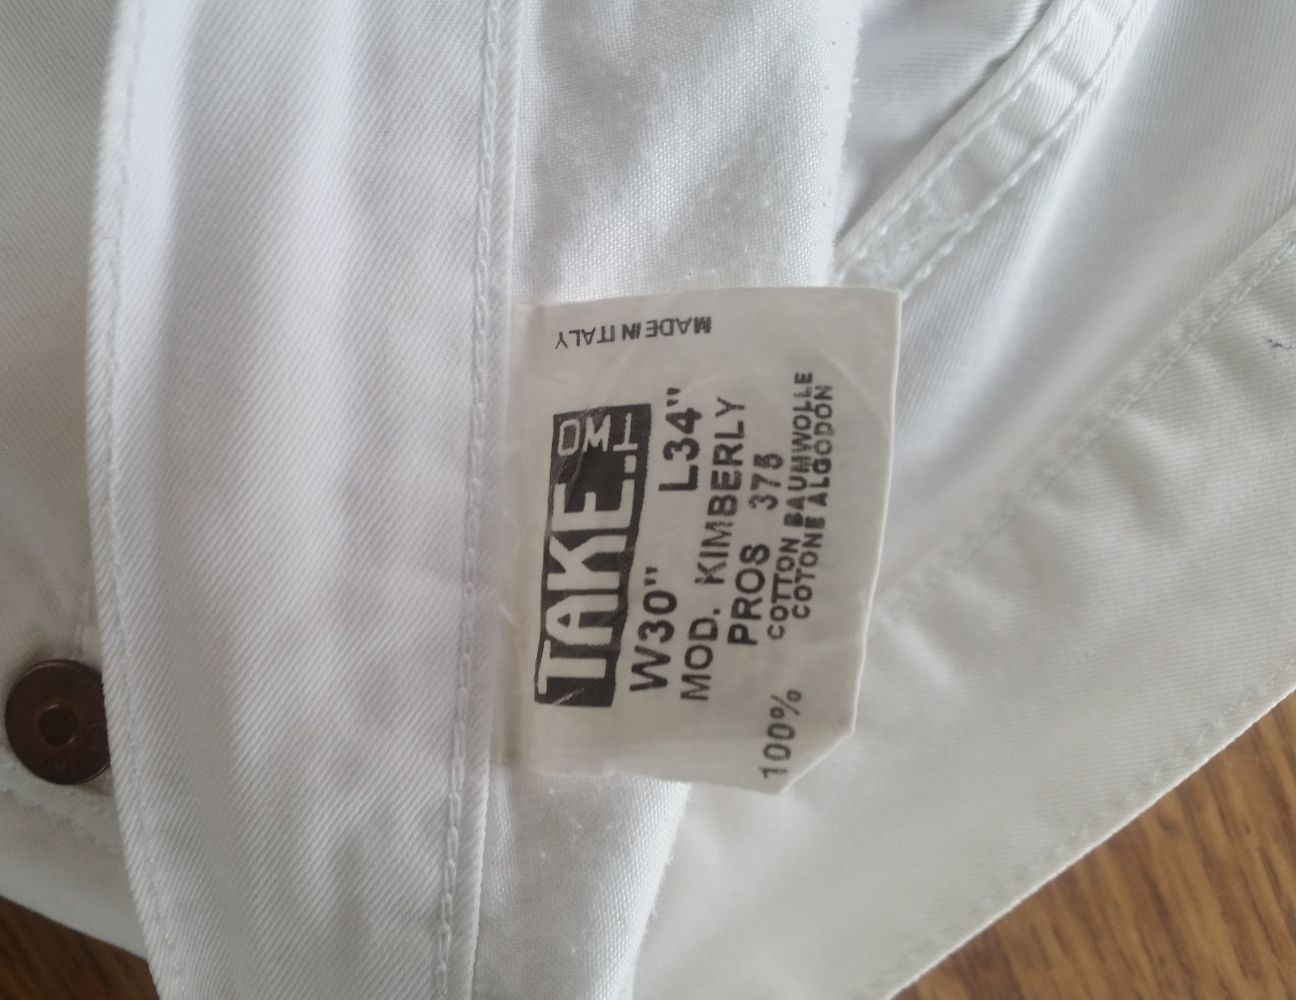 MADE IN ITALY
TAKE.. TWO
W30" L34"
MOD. KIMBERLY
PROS 375
100% COTTON BAUMWOLLE
COTONE ALGODON